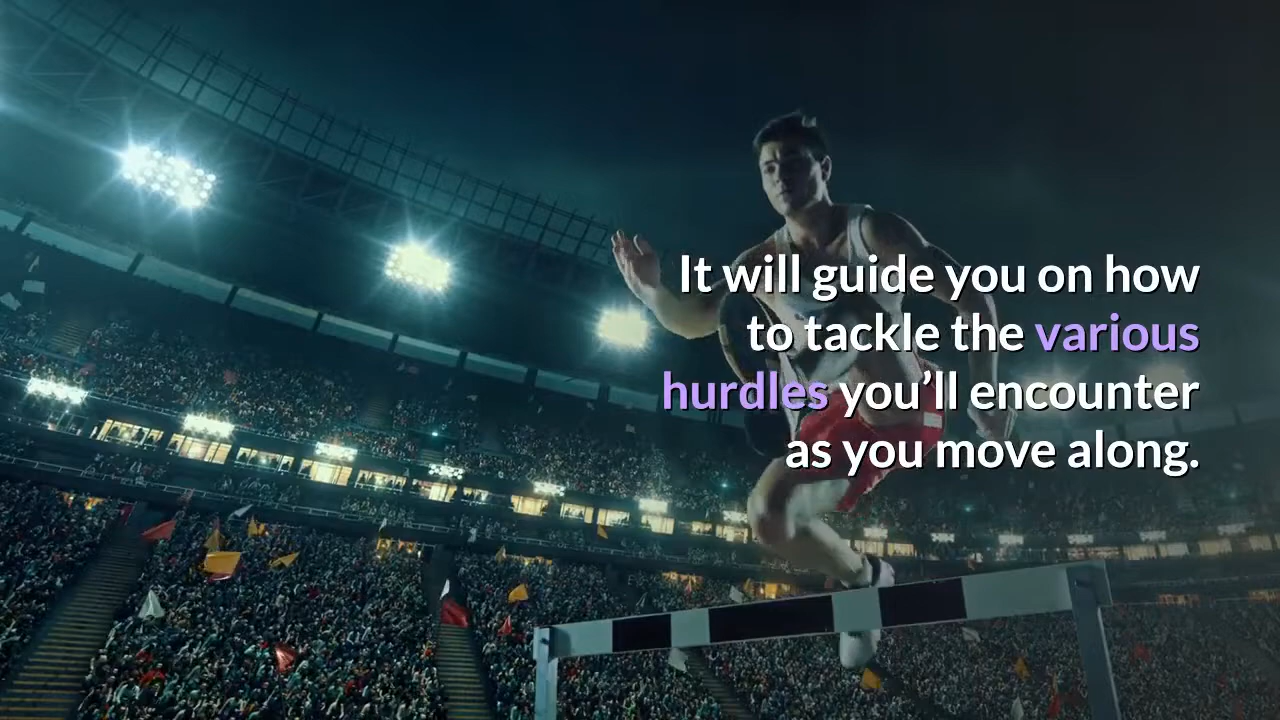 It will guide you on how
to tackle the various
hurdles you’ll encounter
as you move along.